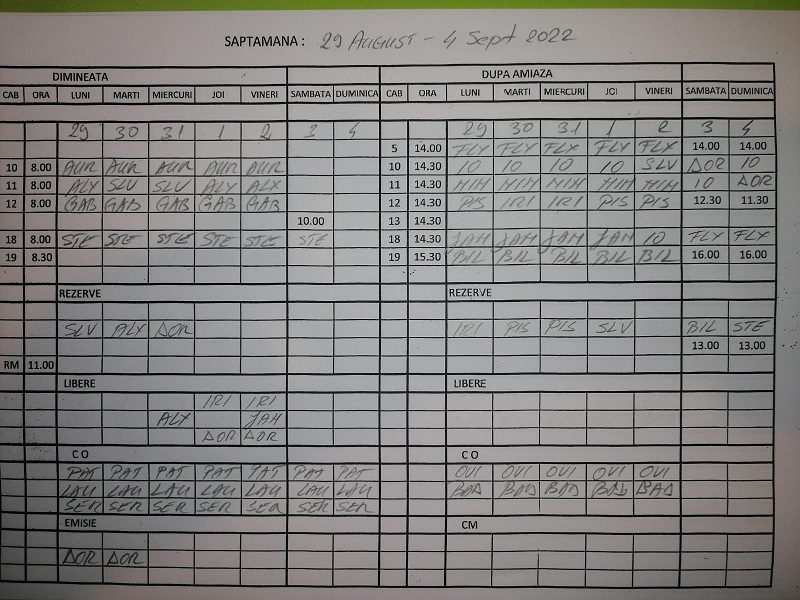 SAPTAMANA : 29 AUGUST - 4 Sept 2022
DIMINEATA DUPA AMIAZA
CAB ORA LUNI MARTI MIERCURI JOI VINERI SAMBATA DUMINICA CAB ORA LUNI MARTI MIERCURI JOI VINERI SAMBATA DUMINICA
29 30 31 1 2 3 4 29 30 31 1 2 3 4
5 14.00 FLY FLY FLY FLY FLY 14.00 14.00
10 8.00 AUR AUR AUR AUR AUR 10 14.30 10 10 10 10 SLV DOR 10
11 8.00 ALX SLV SLV ALX ALX 11 14.30 MIH MIH MIH MIH MIH 10 DOR
12 8.00 GAB GAB GAB GAB GAB 12 14.30 PIS IRI IRI PIS PIS 12.30 11.30
10.00 13 14.30
18 8.00 STE STE STE STE STE STE 18 14.30 JAH JAH JAH JAH 10 FLY FLY
19 8.30 19 15.30 BIL BIL BIL BIL BIL 16.00 16.00
REZERVE REZERVE
SLV ALX DOR IRI PIS PIS SLV BIL STE
13.00 13.00
RM 11.00
LIBERE LIBERE
IRI IRI
ALX JAH
DOR DOR
C O C O
PAT PAT PAT PAT PAT PAT PAT OVI OVI OVI OVI OVI
LAU LAU LAU LAU LAU LAU LAU BAD BAD BAD BAD BAD
SER SER SER SER SER SER SER
EMISIE CM
DOR DOR